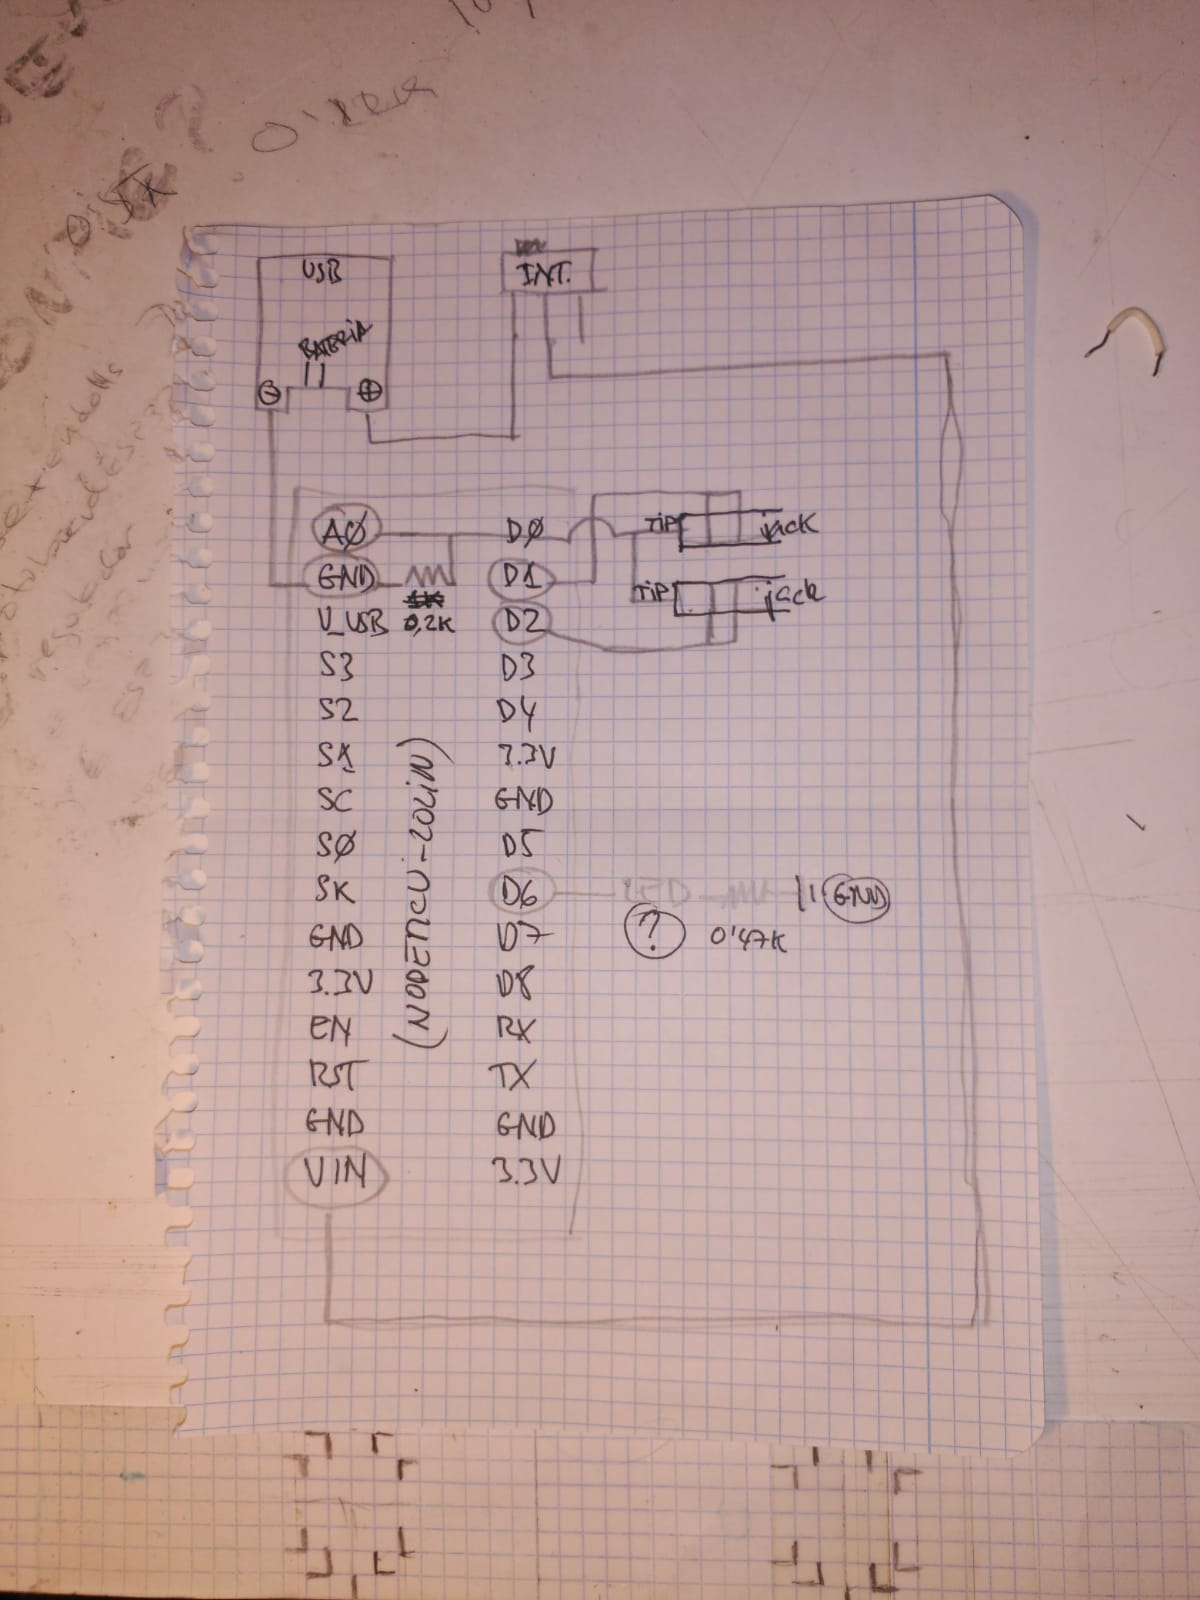 O'
USB
INT.
BATERIA
⊖ ⊕
AØ DØ TIP jack
GND D1 TIP jack
V_USB 0,2K D2
S3 D3
S2 D4
S1 3.3V
SC GND
SØ D5
SK D6 LED GND
GND D7 ? 0'47K
3.3V D8
EN RX
RST TX
GND GND
VIN 3.3V
(NODEMCU-LOLIN)